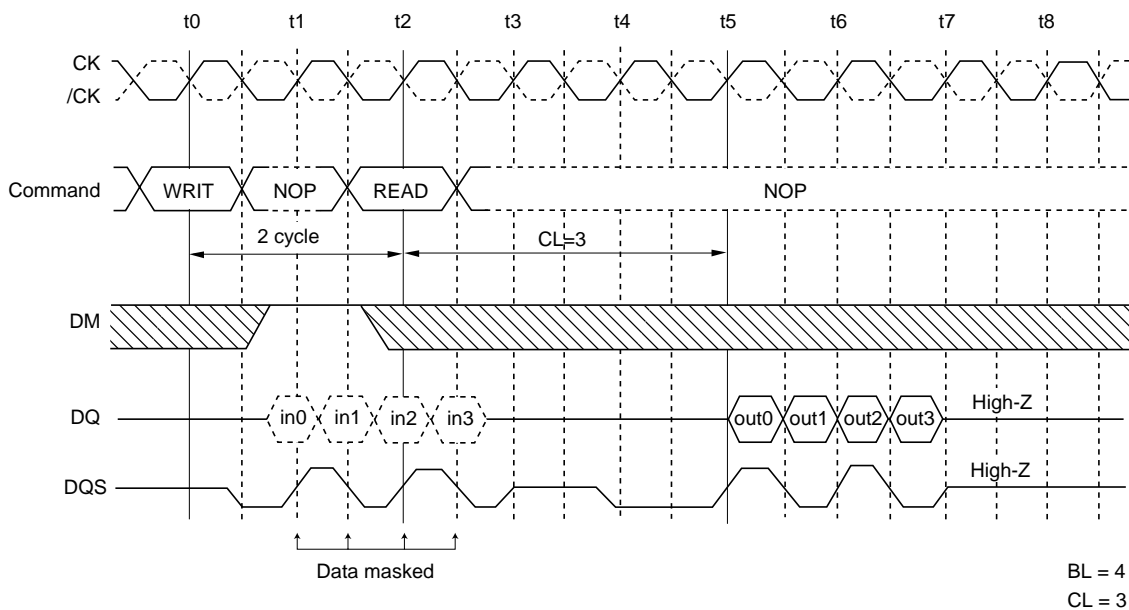 t0 t1 t2 t3 t4 t5 t6 t7 t8
CK
/CK
Command WRIT NOP READ NOP
2 cycle CL=3
DM
DQ in0 in1 in2 in3 out0 out1 out2 out3 High-Z
DQS High-Z
Data masked
BL = 4
CL = 3